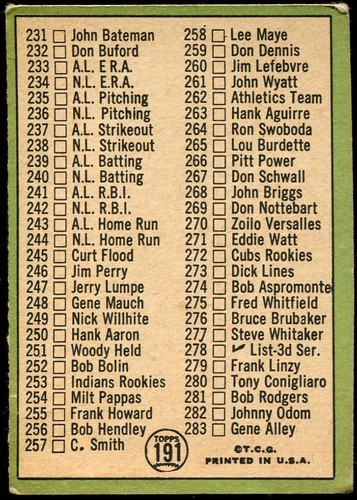 231 John Bateman
232 Don Buford
233 A.L. E.R.A.
234 N.L. E.R.A.
235 A.L. Pitching
236 N.L. Pitching
237 A.L. Strikeout
238 N.L. Strikeout
239 A.L. Batting
240 N.L. Batting
241 A.L. R.B.I.
242 N.L. R.B.I.
243 A.L. Home Run
244 N.L. Home Run
245 Curt Flood
246 Jim Perry
247 Jerry Lumpe
248 Gene Mauch
249 Nick Willhite
250 Hank Aaron
251 Woody Held
252 Bob Bolin
253 Indians Rookies
254 Milt Pappas
255 Frank Howard
256 Bob Hendley
257 C. Smith
258 Lee Maye
259 Don Dennis
260 Jim Lefebvre
261 John Wyatt
262 Athletics Team
263 Hank Aguirre
264 Ron Swoboda
265 Lou Burdette
266 Pitt Power
267 Don Schwall
268 John Briggs
269 Don Nottebart
270 Zoilo Versalles
271 Eddie Watt
272 Cubs Rookies
273 Dick Lines
274 Bob Aspromonte
275 Fred Whitfield
276 Bruce Brubaker
277 Steve Whitaker
278 ✓ List-3d Ser.
279 Frank Linzy
280 Tony Conigliaro
281 Bob Rodgers
282 Johnny Odom
283 Gene Alley
TOPPS
191
©T.C.G.
PRINTED IN U.S.A.